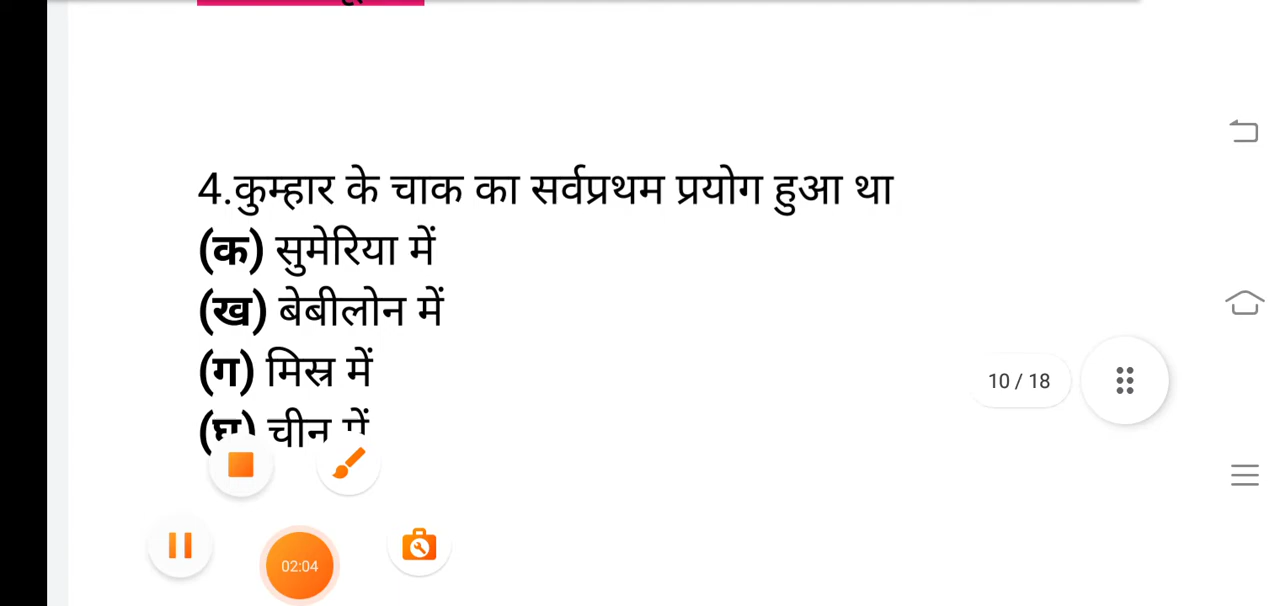 4.कुम्हार के चाक का सर्वप्रथम प्रयोग हुआ था
(क) सुमेरिया में
(ख) बेबीलोन में
(ग) मिस्र में
(घ) चीन में
10 / 18
02:04